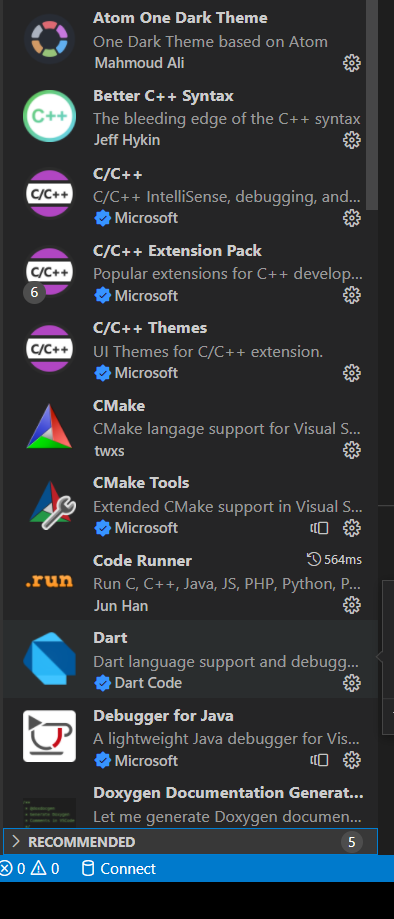 Atom One Dark Theme
One Dark Theme based on Atom
Mahmoud Ali
C++
Better C++ Syntax
The bleeding edge of the C++ syntax
Jeff Hykin
C/C++
C/C++
C/C++ IntelliSense, debugging, and...
Microsoft
C/C++
6
C/C++ Extension Pack
Popular extensions for C++ develop...
Microsoft
C/C++
C/C++ Themes
UI Themes for C/C++ extension.
Microsoft
CMake
CMake langage support for Visual S...
twxs
CMake Tools
Extended CMake support in Visual S...
Microsoft
.run
Code Runner 564ms
Run C, C++, Java, JS, PHP, Python, P...
Jun Han
Dart
Dart language support and debugg...
Dart Code
Debugger for Java
A lightweight Java debugger for Vis...
Microsoft
Doxygen Documentation Generat...
Let me generate Doxygen documen...
RECOMMENDED 5
0 0 Connect